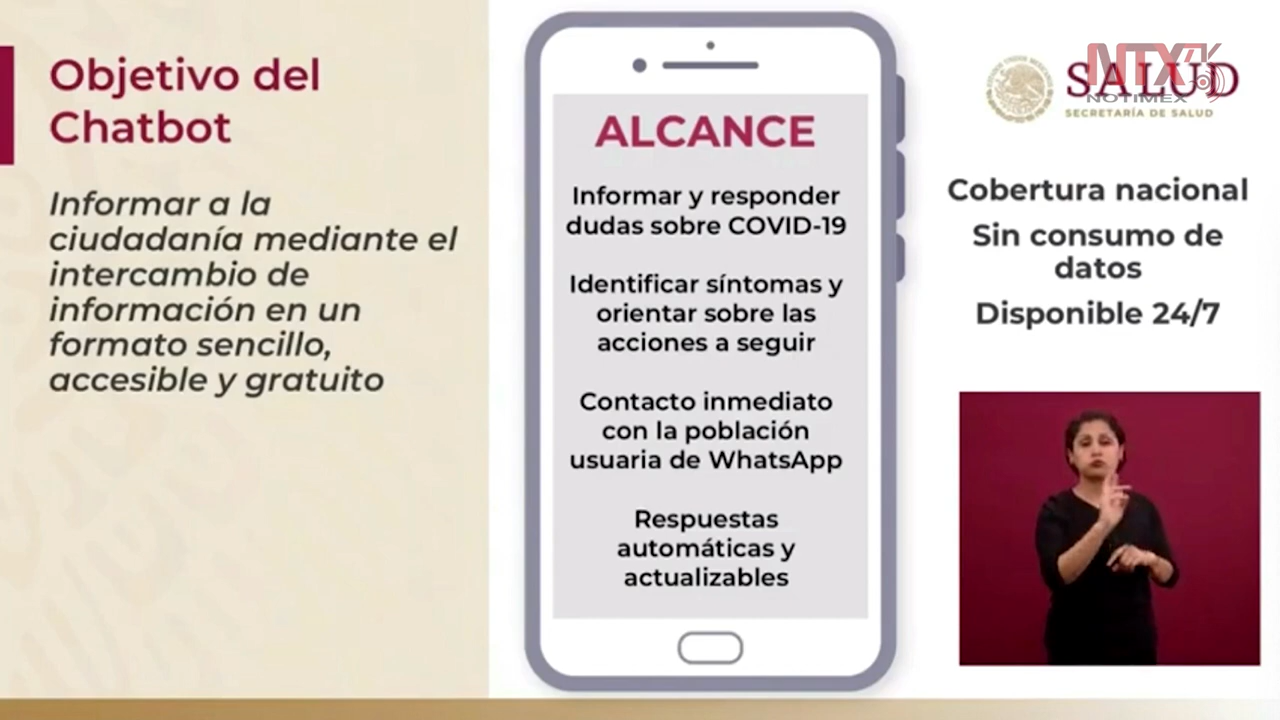 Objetivo del
Chatbot
Informar a la
ciudadanía mediante el
intercambio de
información en un
formato sencillo,
accesible y gratuito
ALCANCE
Informar y responder
dudas sobre COVID-19
Identificar síntomas y
orientar sobre las
acciones a seguir
Contacto inmediato
con la población
usuaria de WhatsApp
Respuestas
automáticas y
actualizables
NTX
SALUD
NOTIMEX
SECRETARÍA DE SALUD
Cobertura nacional
Sin consumo de
datos
Disponible 24/7